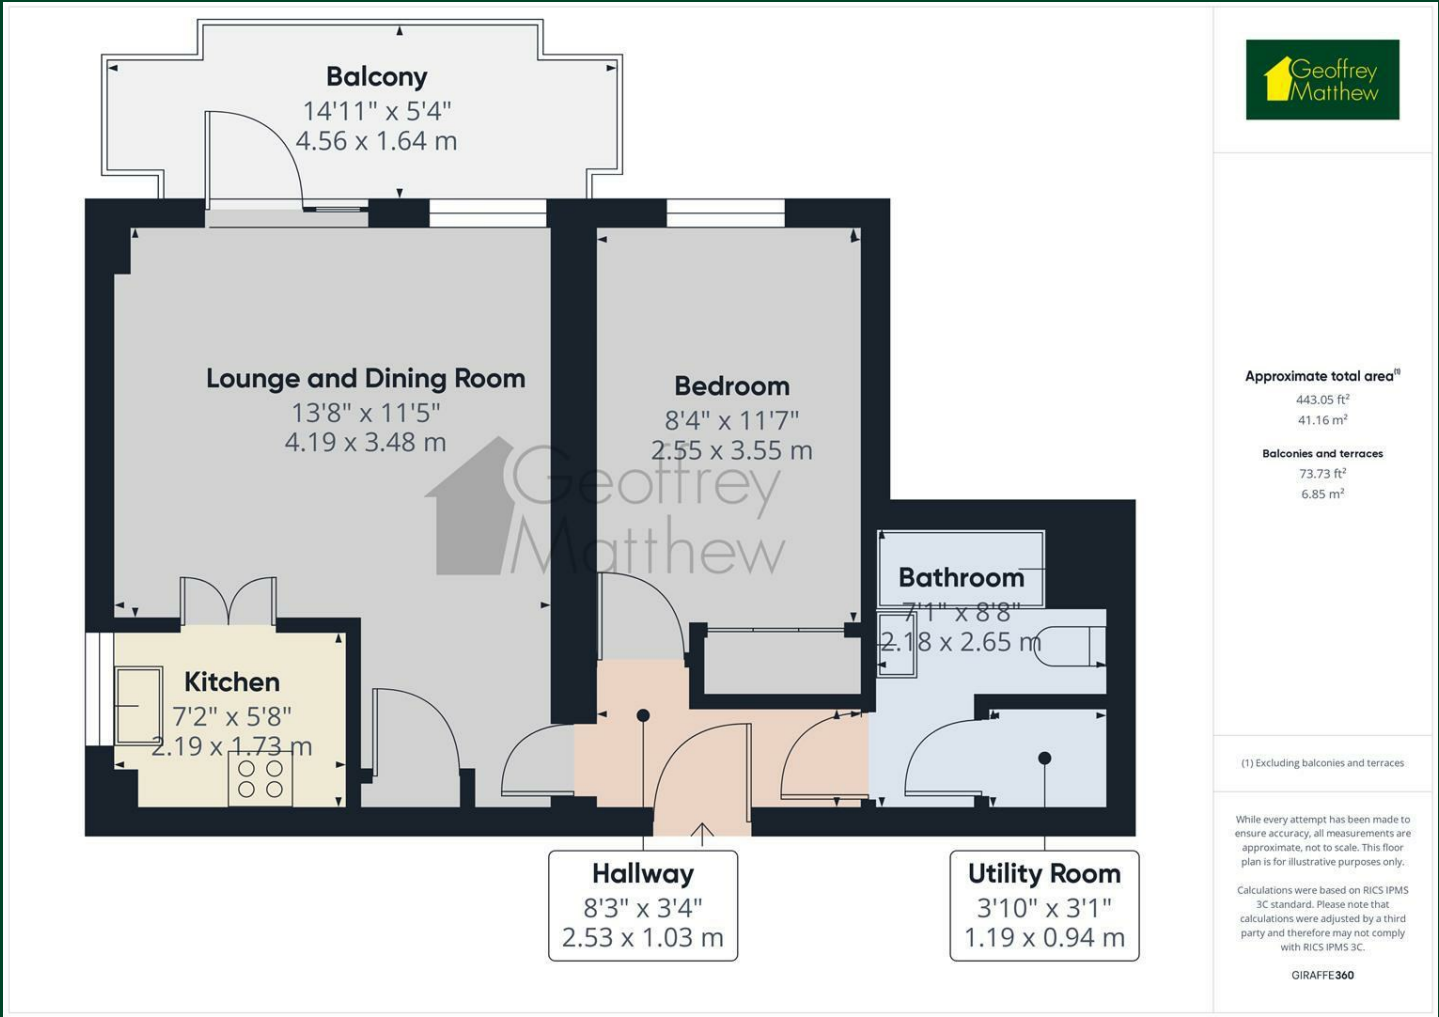 Balcony
14'11" x 5'4"
4.56 x 1.64 m
Lounge and Dining Room
13'8" x 11'5"
4.19 x 3.48 m
Bedroom
8'4" x 11'7"
2.55 x 3.55 m
Geoffrey
Matthew
Bathroom
7'1" x 8'8"
2.18 x 2.65 m
Kitchen
7'2" x 5'8"
2.19 x 1.73 m
Hallway
8'3" x 3'4"
2.53 x 1.03 m
Utility Room
3'10" x 3'1"
1.19 x 0.94 m
Geoffrey
Matthew
Approximate total area(1)
443.05 ft²
41.16 m²
Balconies and terraces
73.73 ft²
6.85 m²
(1) Excluding balconies and terraces
While every attempt has been made to
ensure accuracy, all measurements are
approximate, not to scale. This floor
plan is for illustrative purposes only.
Calculations were based on RICS IPMS
3C standard. Please note that
calculations were adjusted by a third
party and therefore may not comply
with RICS IPMS 3C.
GIRAFFE360